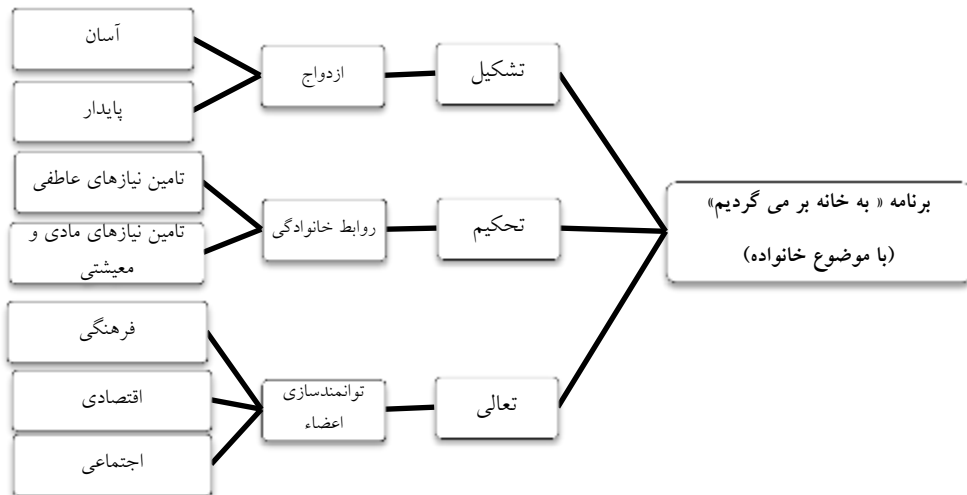 برنامه « به خانه بر می گردیم»
(با موضوع خانواده)
تشکیل
ازدواج
آسان
پایدار
تحکیم
روابط خانوادگی
تامین نیازهای عاطفی
تامین نیازهای مادی و
معیشتی
تعالی
توانمندسازی
اعضاء
فرهنگی
اقتصادی
اجتماعی